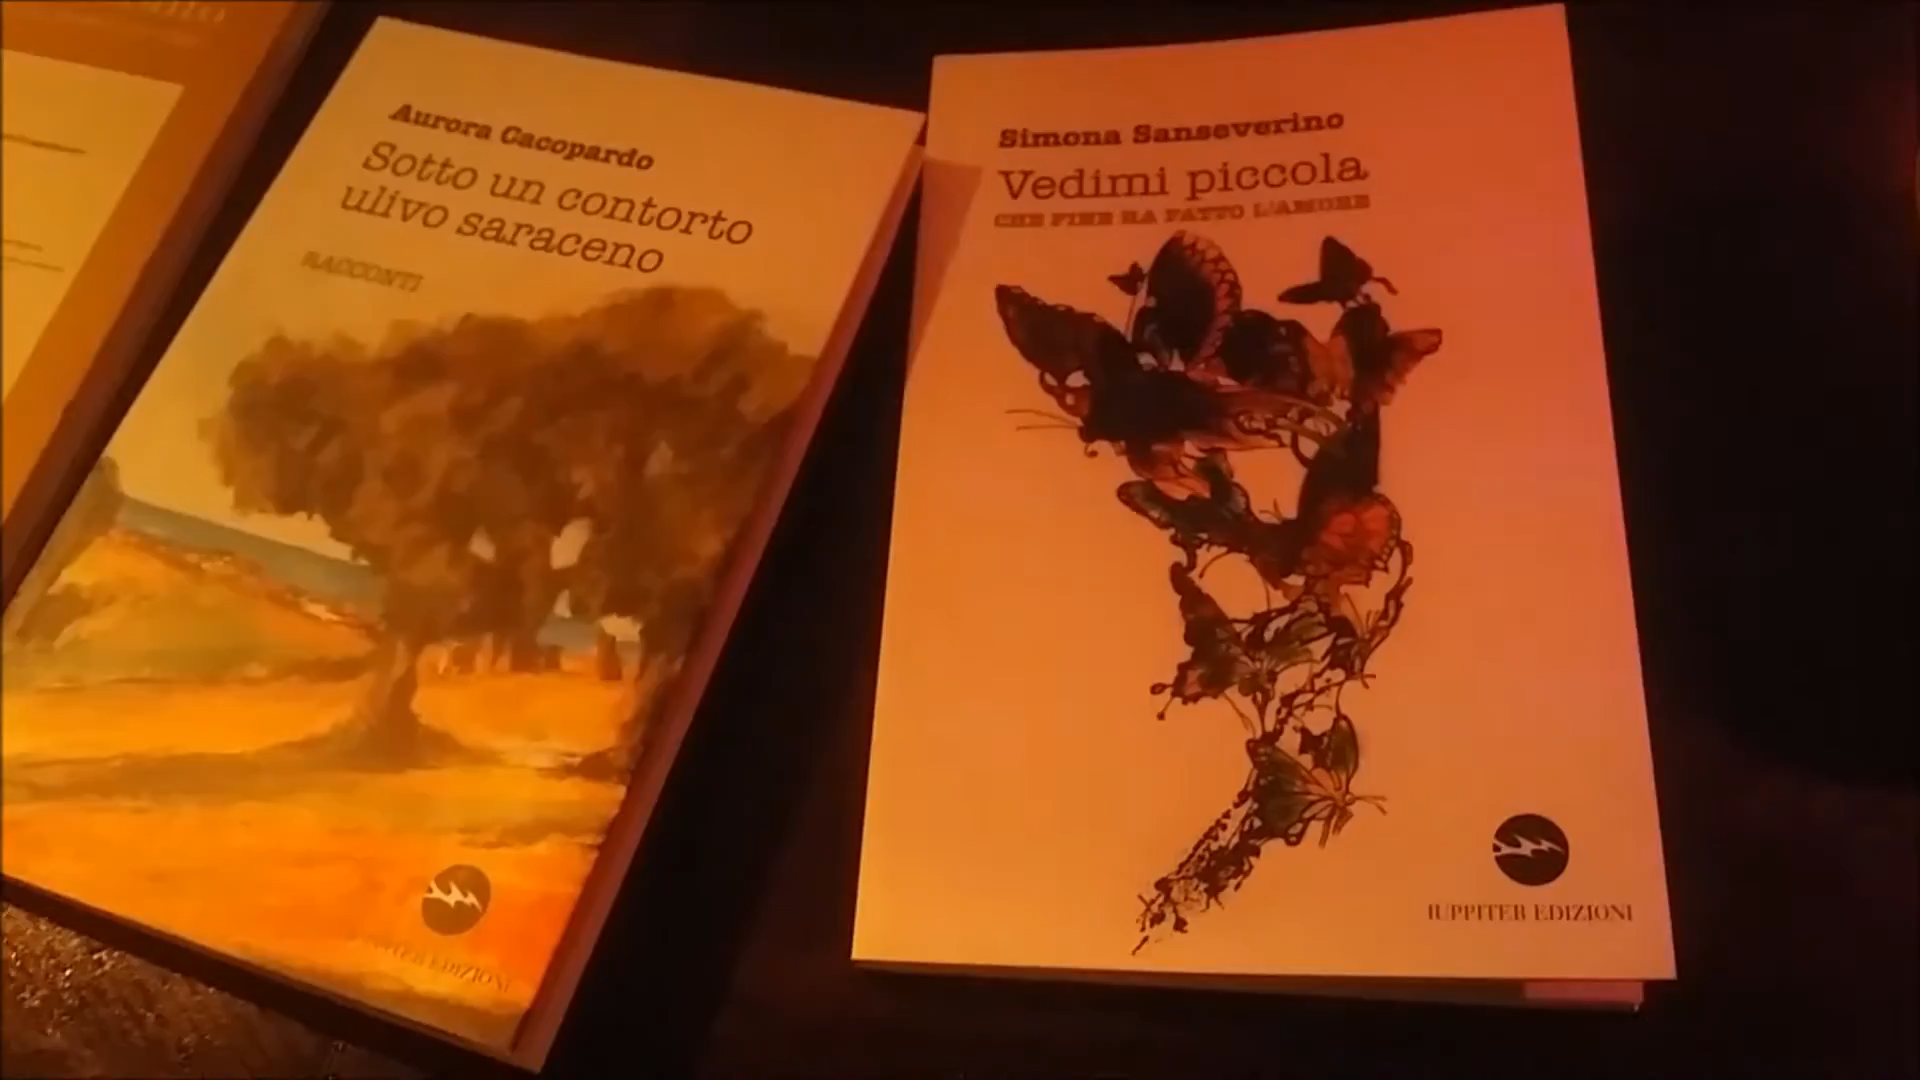 Aurora Cacopardo
Sotto un contorto
ulivo saraceno
RACCONTI
EDIZIONI
Simona Sanseverino
Vedimi piccola
CHE FINE HA FATTO L'AMORE
IUPPITER EDIZIONI